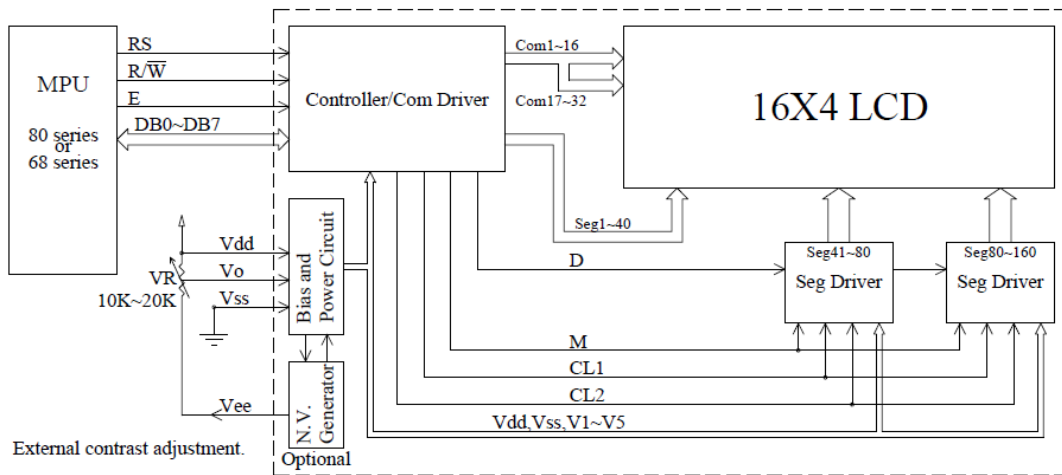 MPU
80 series
or
68 series
RS
R/W̅
E
DB0~DB7
Controller/Com Driver
Com1~16
Com17~32
16X4 LCD
Seg1~40
Seg41~80
Seg Driver
Seg80~160
Seg Driver
D
M
CL1
CL2
Vdd,Vss,V1~V5
Vdd
VR
Vo
10K~20K
Vss
Bias and
Power Circuit
N.V.
Generator
Vee
Optional
External contrast adjustment.